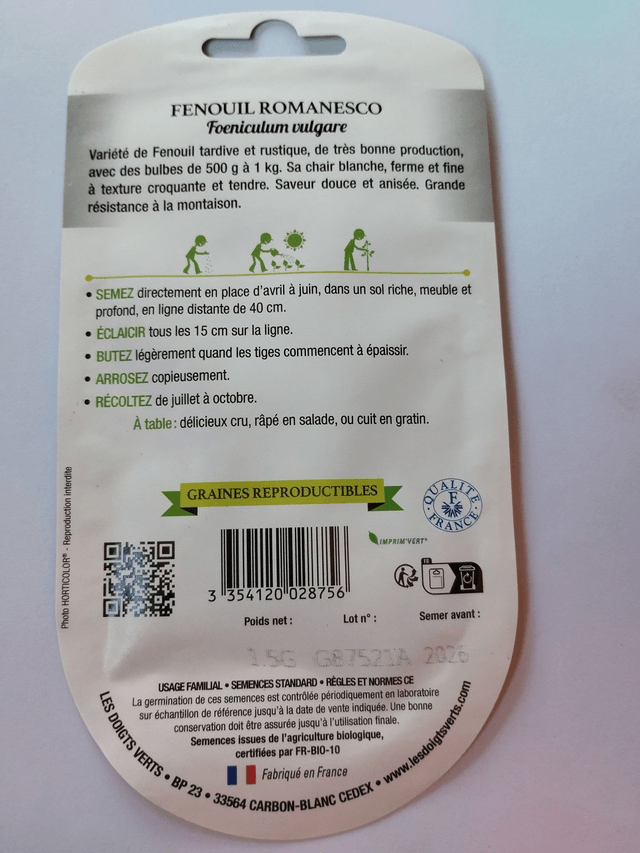 FENOUIL ROMANESCO
Foeniculum vulgare
Variété de Fenouil tardive et rustique, de très bonne production,
avec des bulbes de 500 g à 1 kg. Sa chair blanche, ferme et fine
à texture croquante et tendre. Saveur douce et anisée. Grande
résistance à la montaison.
• SEMEZ directement en place d'avril à juin, dans un sol riche, meuble et
profond, en ligne distante de 40 cm.
• ÉCLAICIR tous les 15 cm sur la ligne.
• BUTEZ légèrement quand les tiges commencent à épaissir.
• ARROSEZ copieusement.
• RÉCOLTEZ de juillet à octobre.
À table : délicieux cru, râpé en salade, ou cuit en gratin.
Photo HORTICOLOR® - Reproduction interdite
GRAINES REPRODUCTIBLES
QUALITE
F
FRANCE
IMPRIM'VERT®
FR
3 354120 028756
Poids net :
Lot n° :
Semer avant :
1.5G G87521A 2026
USAGE FAMILIAL • SEMENCES STANDARD • RÈGLES ET NORMES CE
La germination de ces semences est contrôlée périodiquement en laboratoire
sur échantillon de référence jusqu'à la date de vente indiquée. Une bonne
conservation doit être assurée jusqu'à l'utilisation finale.
Semences issues de l'agriculture biologique,
certifiées par FR-BIO-10
Fabriqué en France
LES DOIGTS VERTS • BP 23 • 33564 CARBON-BLANC CEDEX • www.lesdoigtsverts.com